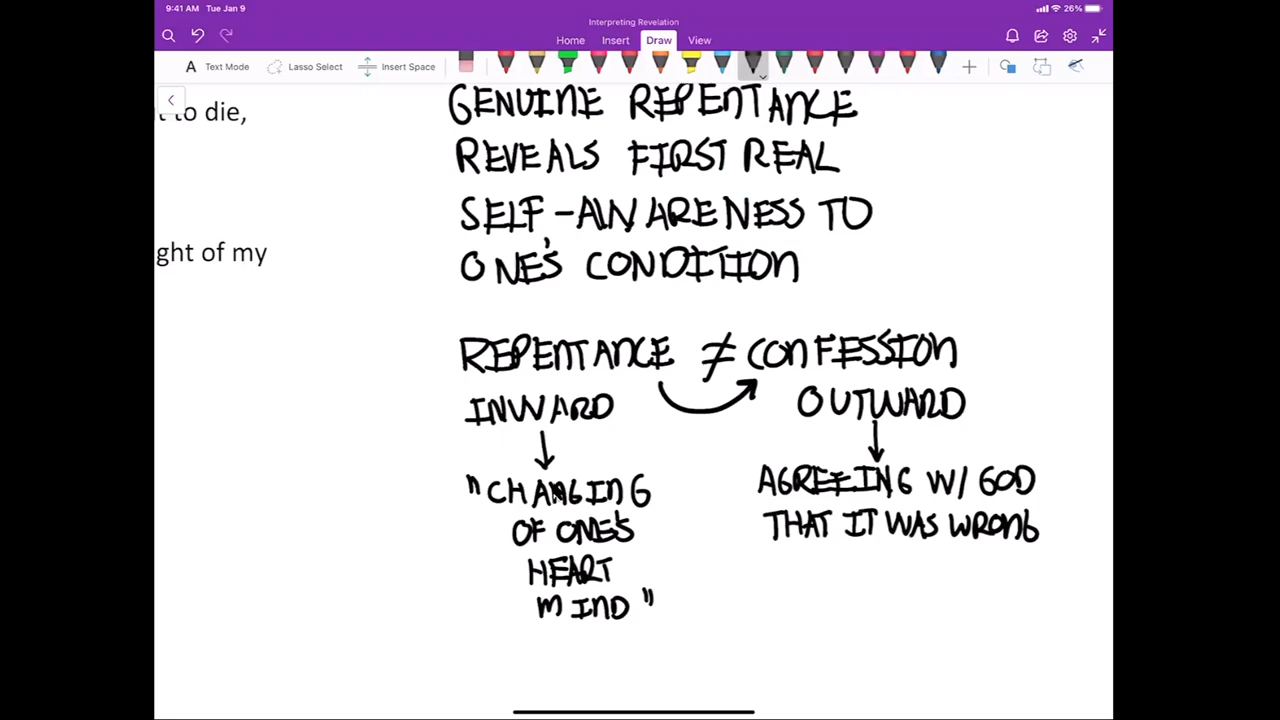 9:41 AM Tue Jan 9
26%
Interpreting Revelation
Home Insert Draw View
Text Mode Lasso Select Insert Space
t to die,
ght of my
GENUINE REPENTANCE
REVEALS FIRST REAL
SELF-AWARENESS TO
ONE'S CONDITION
REPENTANCE ≠ CONFESSION
INWARD OUTWARD
"CHANGING
OF ONE'S
HEART
MIND"
AGREEING W/ GOD
THAT IT WAS WRONG